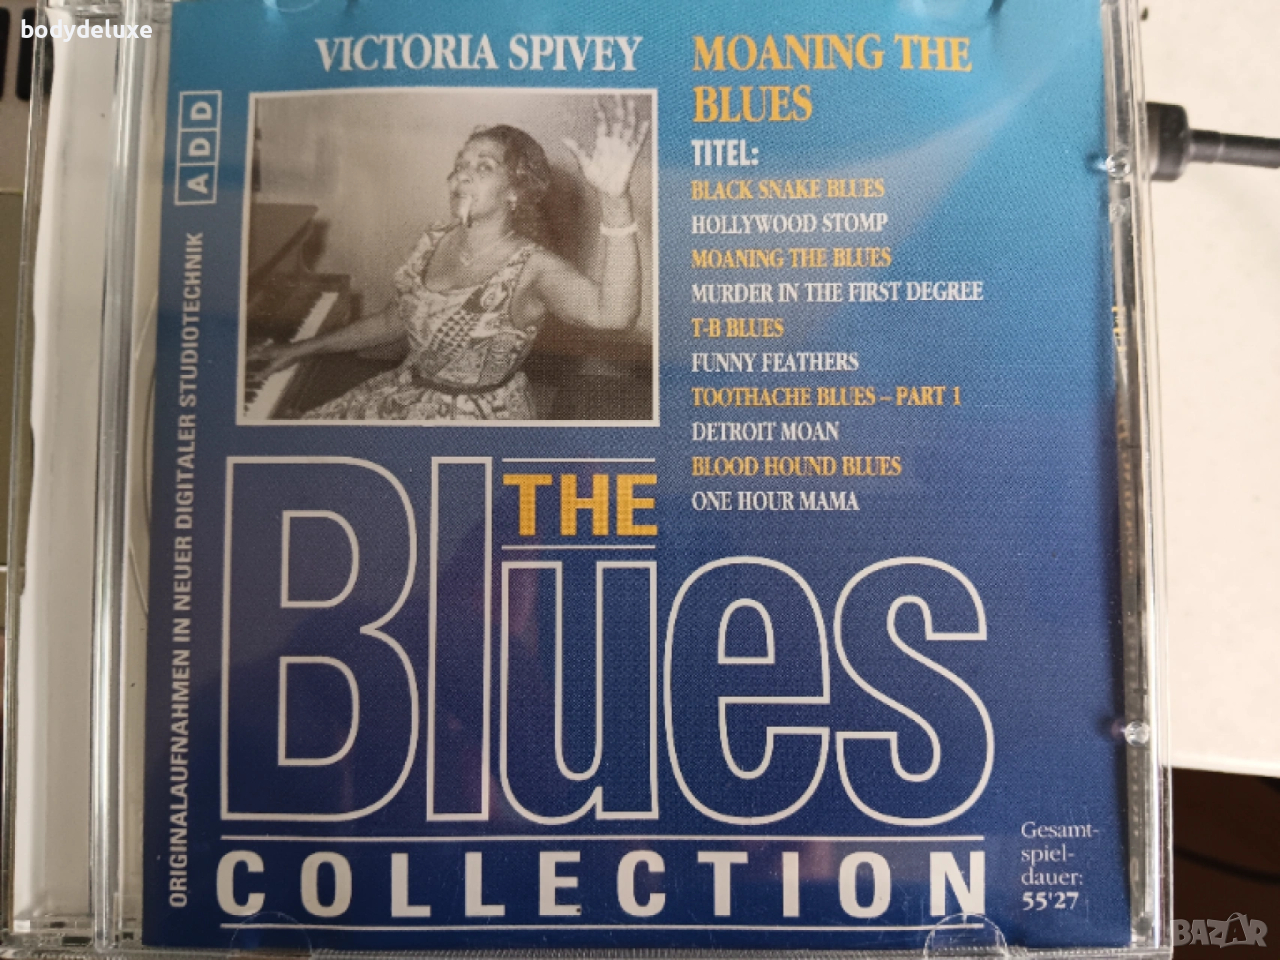 bodydeluxe
VICTORIA SPIVEY
MOANING THE
BLUES
TITEL:
BLACK SNAKE BLUES
HOLLYWOOD STOMP
MOANING THE BLUES
MURDER IN THE FIRST DEGREE
T-B BLUES
FUNNY FEATHERS
TOOTHACHE BLUES – PART 1
DETROIT MOAN
BLOOD HOUND BLUES
ONE HOUR MAMA
ADD
ORIGINALAUFNAHMEN IN NEUER DIGITALER STUDIOTECHNIK
THE
Blues
COLLECTION
Gesamt-
spiel-
dauer:
55'27
BAZAR